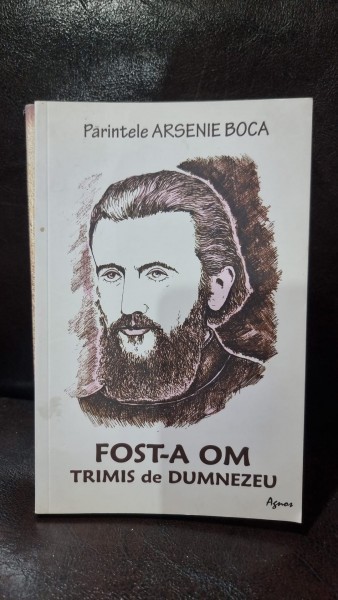 Parintele ARSENIE BOCA
FOST-A OM
TRIMIS de DUMNEZEU
Agnos